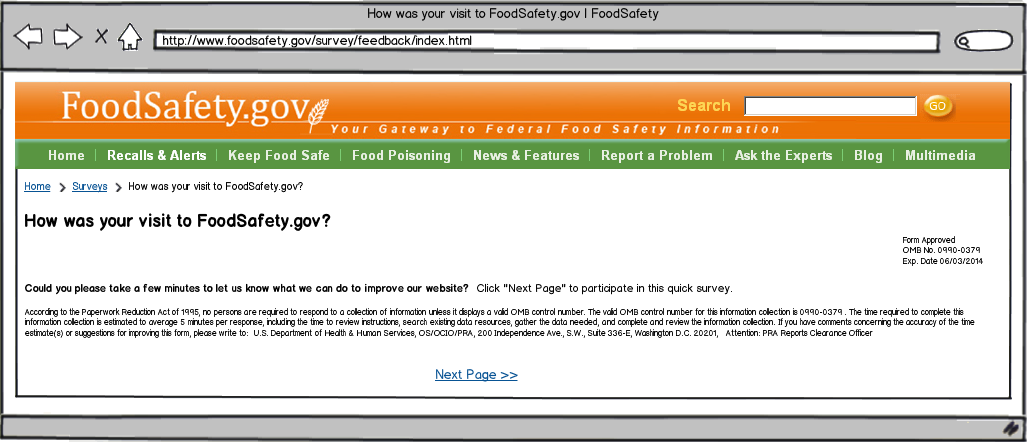 How was your visit to FoodSafety.gov | FoodSafety
http://www.foodsafety.gov/survey/feedback/index.html
FoodSafety.gov
Search GO
Your Gateway to Federal Food Safety Information
Home Recalls & Alerts Keep Food Safe Food Poisoning News & Features Report a Problem Ask the Experts Blog Multimedia
Home Surveys How was your visit to FoodSafety.gov?
How was your visit to FoodSafety.gov?
Form Approved
OMB No. 0990-0379
Exp. Date 06/03/2014
Could you please take a few minutes to let us know what we can do to improve our website? Click "Next Page" to participate in this quick survey.
According to the Paperwork Reduction Act of 1995, no persons are required to respond to a collection of information unless it displays a valid OMB control number. The valid OMB control number for this information collection is 0990-0379 . The time required to complete this
information collection is estimated to average 5 minutes per response, including the time to review instructions, search existing data resources, gather the data needed, and complete and review the information collection. If you have comments concerning the accuracy of the time
estimate(s) or suggestions for improving this form, please write to: U.S. Department of Health & Human Services, OS/OCIO/PRA, 200 Independence Ave., S.W., Suite 336-E, Washington D.C. 20201, Attention: PRA Reports Clearance Officer
Next Page >>